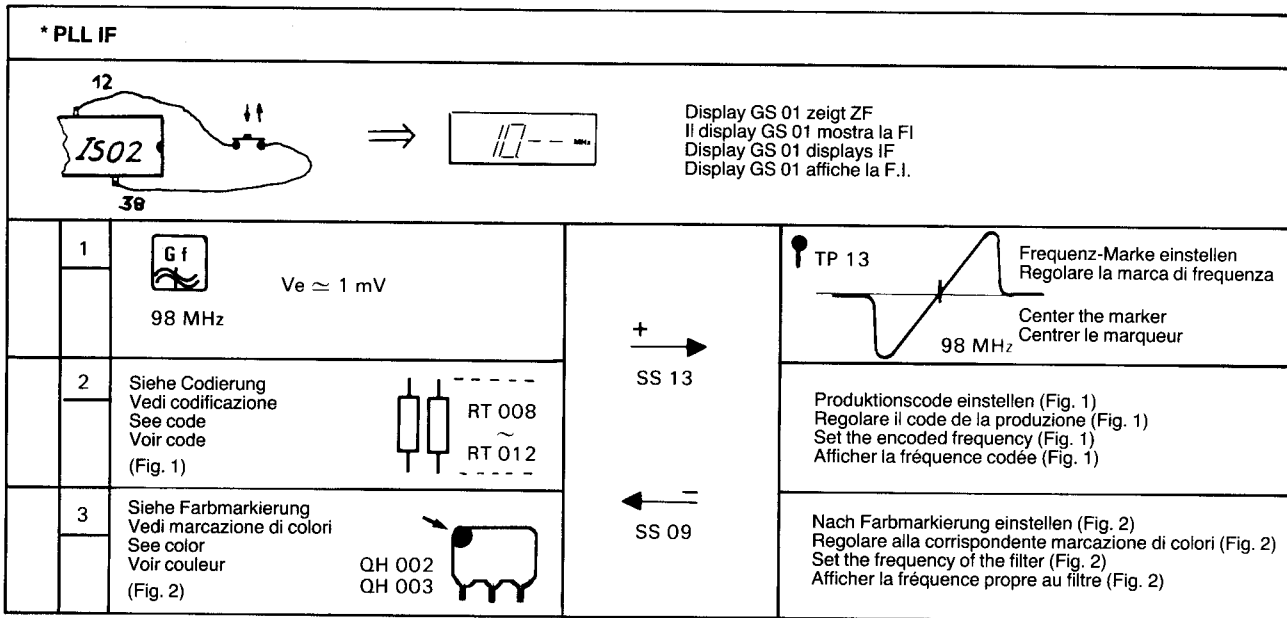 * PLL IF
12
IS02
38
10-- MHz
Display GS 01 zeigt ZF
Il display GS 01 mostra la FI
Display GS 01 displays IF
Display GS 01 affiche la F.I.
1
G f
Ve ≃ 1 mV
98 MHz
+
SS 13
TP 13
Frequenz-Marke einstellen
Regolare la marca di frequenza
Center the marker
Centrer le marqueur
98 MHz
2
Siehe Codierung
Vedi codificazione
See code
Voir code
(Fig. 1)
RT 008
~
RT 012
Produktionscode einstellen (Fig. 1)
Regolare il code de la produzione (Fig. 1)
Set the encoded frequency (Fig. 1)
Afficher la fréquence codée (Fig. 1)
3
Siehe Farbmarkierung
Vedi marcazione di colori
See color
Voir couleur
(Fig. 2)
QH 002
QH 003
–
SS 09
Nach Farbmarkierung einstellen (Fig. 2)
Regolare alla corrispondente marcazione di colori (Fig. 2)
Set the frequency of the filter (Fig. 2)
Afficher la fréquence propre au filtre (Fig. 2)